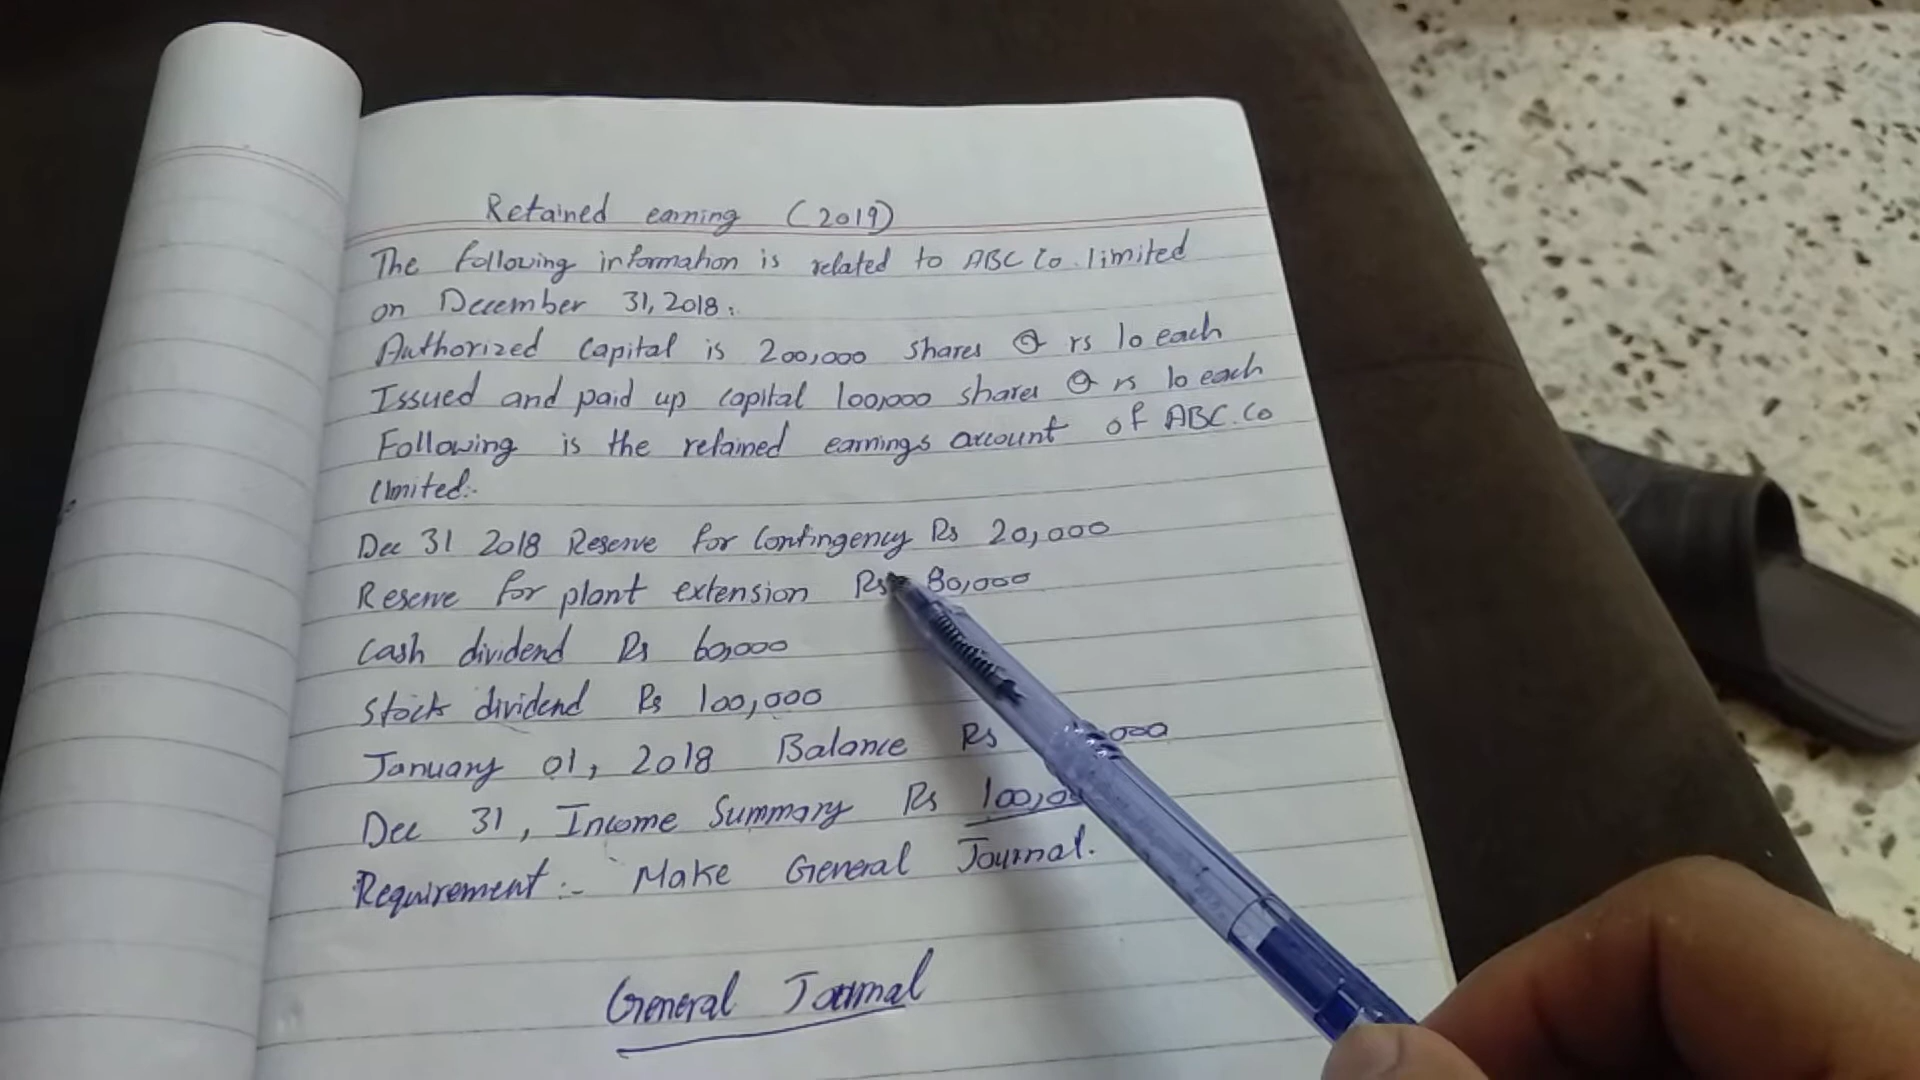 Retained earning (2019)
The following information is related to ABC Co. limited
on December 31, 2018.
Authorized Capital is 200,000 shares @ rs 10 each
Issued and paid up capital 100,000 shares @ rs 10 each
Following is the retained earnings account of ABC.Co
limited:-
Dec 31 2018 Reserve for Contingency Rs 20,000
Reserve for plant extension Rs 80,000
Cash dividend Rs 60,000
Stock dividend Rs 100,000
January 01, 2018 Balance Rs
Dec 31, Income Summary Rs
Requirement:- Make General Journal.
General Journal